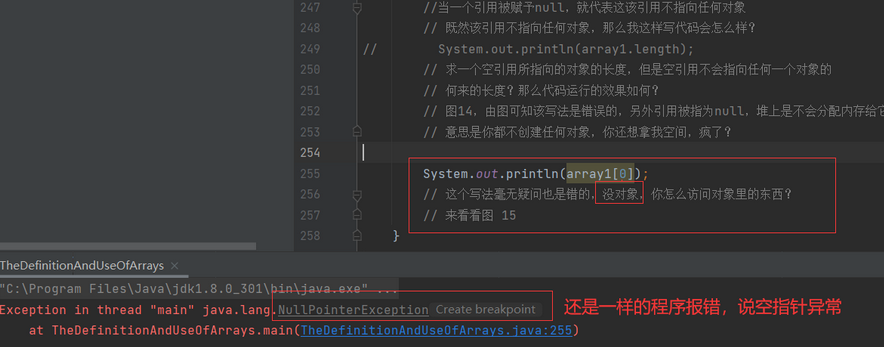 247 //当一个引用被赋予null，就代表这该引用不指向任何对象
248 // 既然该引用不指向任何对象，那么我这样写代码会怎么样？
249 // System.out.println(array1.length);
250 // 求一个空引用所指向的对象的长度，但是空引用不会指向任何一个对象的
251 // 何来的长度？那么代码运行的效果如何？
252 // 图14，由图可知该写法是错误的，另外引用被指为null，堆上是不会分配内存给它
253 // 意思是你都不创建任何对象，你还想拿我空间，疯了？
254
255 System.out.println(array1[0]);
256 // 这个写法毫无疑问也是错的，没对象，你怎么访问对象里的东西？
257 // 来看看图 15
258 }
TheDefinitionAndUseOfArrays ×
"C:\Program Files\Java\jdk1.8.0_301\bin\java.exe" ...
Exception in thread "main" java.lang.NullPointerException Create breakpoint 还是一样的程序报错，说空指针异常
at TheDefinitionAndUseOfArrays.main(TheDefinitionAndUseOfArrays.java:255)